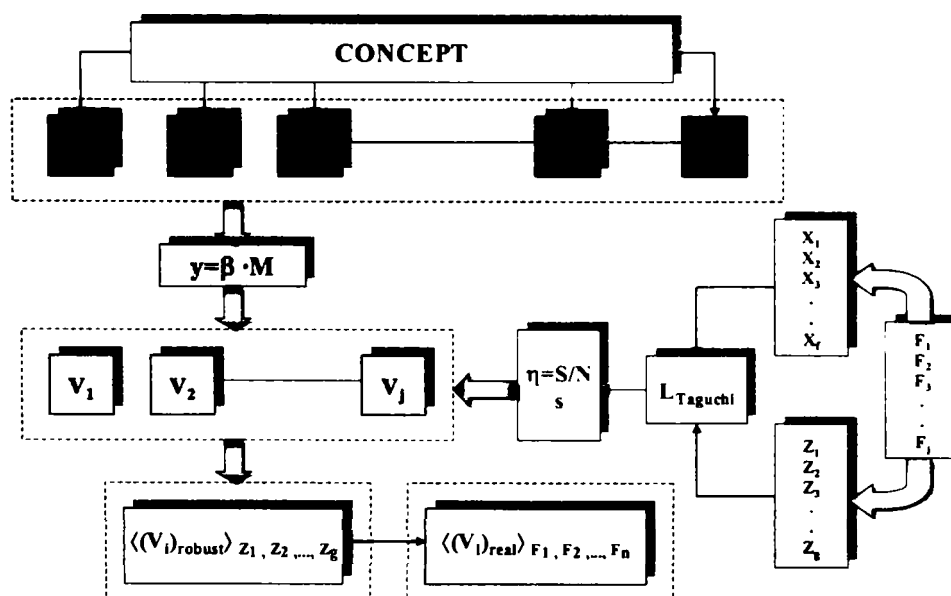 CONCEPT
y=β·M
V1
V2
Vj
η=S/N
s
LTaguchi
X1
X2
X3
.
.
Xf
F1
F2
F3
.
.
Fj
Z1
Z2
Z3
.
.
Zg
⟨(Vi)robust⟩ Z1 , Z2 ,..., Zg
⟨(Vi)real⟩ F1 , F2 ,..., Fn